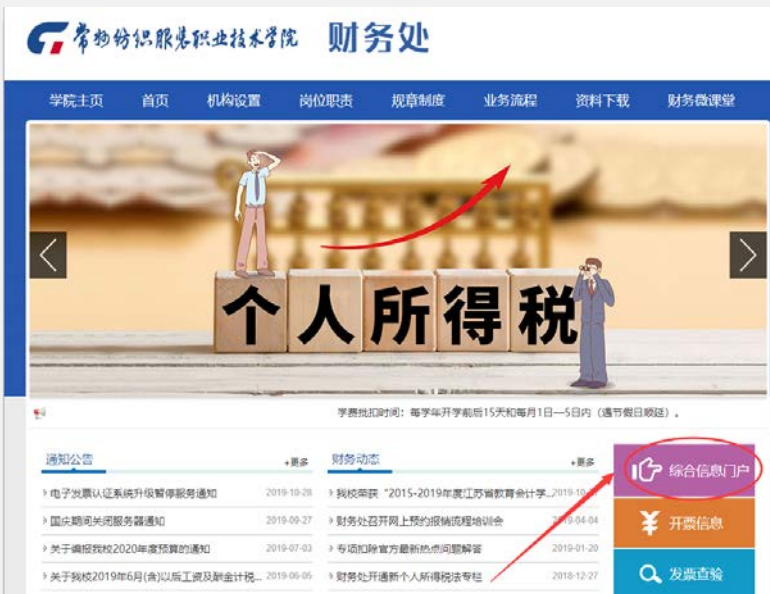 常州纺织服装职业技术学院 财务处
学院主页 首页 机构设置 岗位职责 规章制度 业务流程 资料下载 财务微课堂
个人所得税
学费批扣时间：每学年开学前后15天和每月1日—5日内（遇节假日顺延）。
通知公告 +更多
电子发票认证系统升级暂停服务通知 2019-10-28
国庆期间关闭服务器通知 2019-09-27
关于编报我校2020年度预算的通知 2019-07-03
关于我校2019年6月(含)以后工资及酬金计税... 2019-06-05
财务动态 +更多
我校荣获“2015-2019年度江苏省教育会计学... 2019-10-
财务处召开网上预约报销流程培训会 2019-04-04
专项扣除官方最新热点问题解答 2019-01-20
财务处开通新个人所得税法专栏 2018-12-27
综合信息门户
开票信息
发票查验